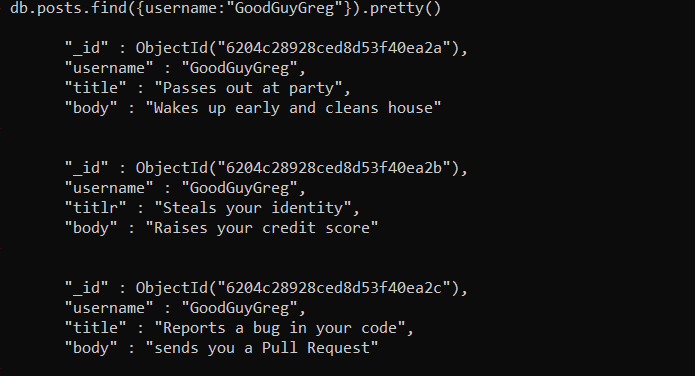 db.posts.find({username:"GoodGuyGreg"}).pretty()
"_id" : ObjectId("6204c28928ced8d53f40ea2a"),
"username" : "GoodGuyGreg",
"title" : "Passes out at party",
"body" : "Wakes up early and cleans house"
"_id" : ObjectId("6204c28928ced8d53f40ea2b"),
"username" : "GoodGuyGreg",
"titlr" : "Steals your identity",
"body" : "Raises your credit score"
"_id" : ObjectId("6204c28928ced8d53f40ea2c"),
"username" : "GoodGuyGreg",
"title" : "Reports a bug in your code",
"body" : "sends you a Pull Request"